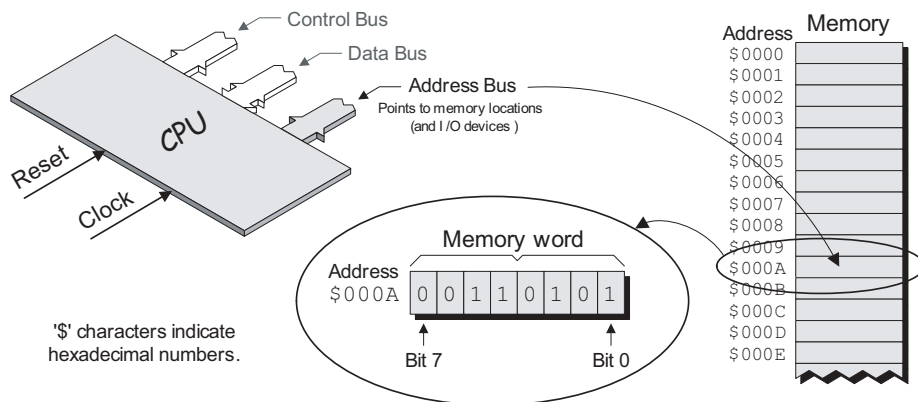 Control Bus
Data Bus
Address Bus
Points to memory locations
(and I /O devices )
CPU
Reset
Clock
Memory
Address
$0000
$0001
$0002
$0003
$0004
$0005
$0006
$0007
$0008
$0009
$000A
$000B
$000C
$000D
$000E
Memory word
Address
$000A 0 0 1 1 0 1 0 1
Bit 7 Bit 0
'$' characters indicate
hexadecimal numbers.